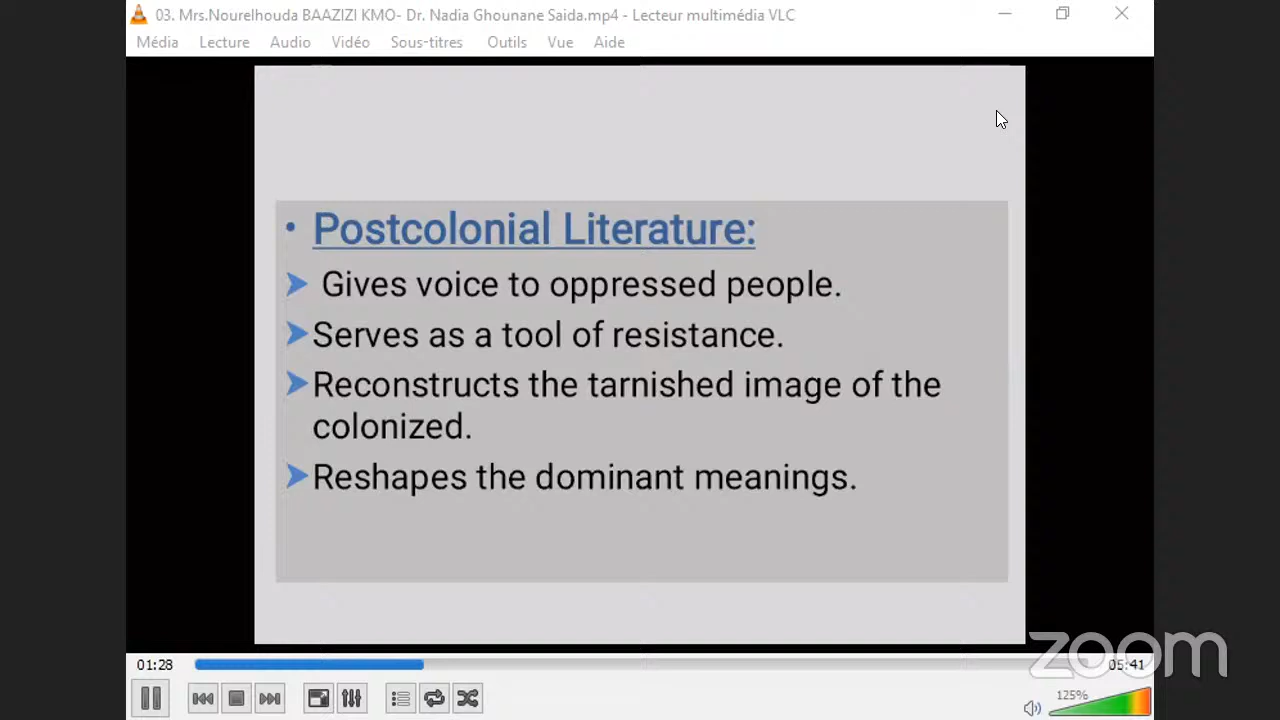 03. Mrs.Nourelhouda BAAZIZI KMO- Dr. Nadia Ghounane Saida.mp4 - Lecteur multimédia VLC
Média Lecture Audio Vidéo Sous-titres Outils Vue Aide
• Postcolonial Literature:
➤ Gives voice to oppressed people.
➤Serves as a tool of resistance.
➤Reconstructs the tarnished image of the
colonized.
➤Reshapes the dominant meanings.
zoom
01:28 05:41
125%